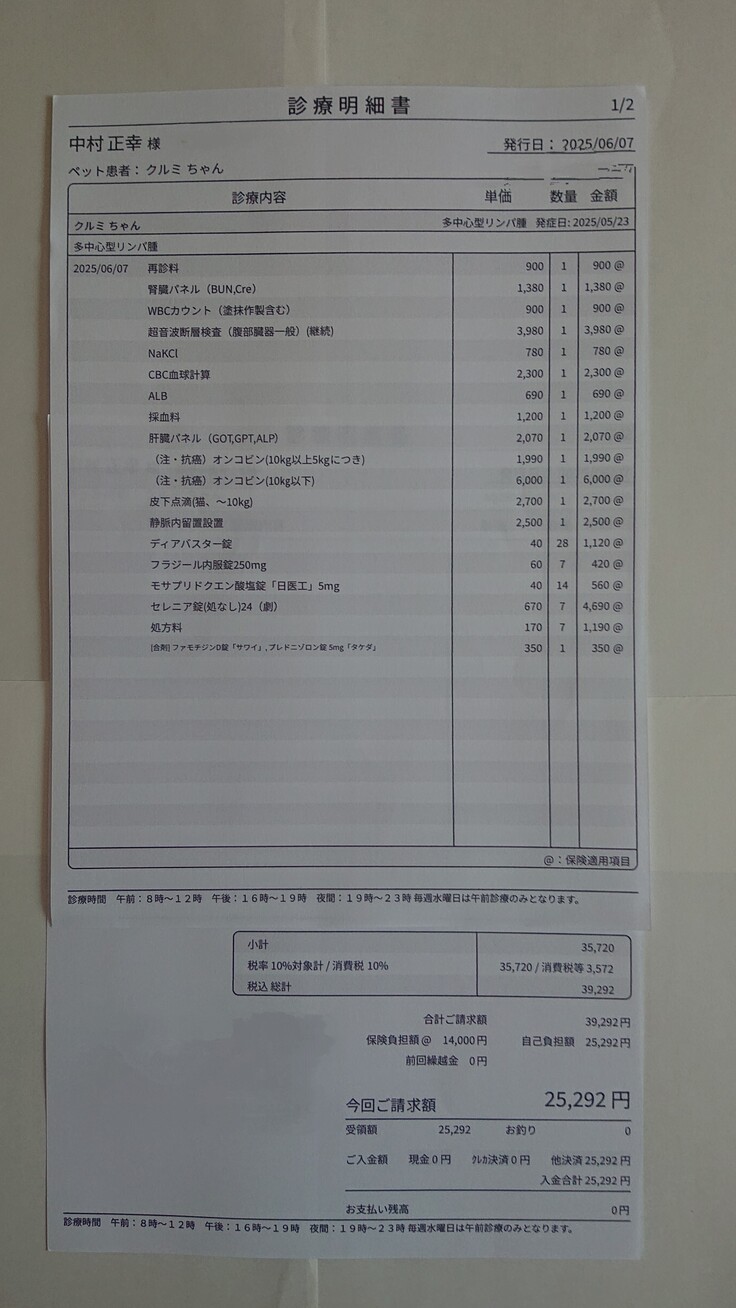 診療明細書 1/2
中村 正幸 様 発行日： 2025/06/07
ペット患者： クルミ ちゃん
診療内容 単価 数量 金額
クルミ ちゃん 多中心型リンパ腫 発症日: 2025/05/23
多中心型リンパ腫
2025/06/07 再診料 900 1 900 @
腎臓パネル（BUN,Cre） 1,380 1 1,380 @
WBCカウント（塗抹作製含む） 900 1 900 @
超音波断層検査（腹部臓器一般）(継続) 3,980 1 3,980 @
NaKCl 780 1 780 @
CBC血球計算 2,300 1 2,300 @
ALB 690 1 690 @
採血料 1,200 1 1,200 @
肝臓パネル（GOT,GPT,ALP） 2,070 1 2,070 @
（注・抗癌）オンコビン(10kg以上5kgにつき) 1,990 1 1,990 @
（注・抗癌）オンコビン(10kg以下) 6,000 1 6,000 @
皮下点滴(猫、～10kg) 2,700 1 2,700 @
静脈内留置設置 2,500 1 2,500 @
ディアバスター錠 40 28 1,120 @
フラジール内服錠250mg 60 7 420 @
モサプリドクエン酸塩錠「日医工」5mg 40 14 560 @
セレニア錠(処なし)24（劇） 670 7 4,690 @
処方料 170 7 1,190 @
[合剤] ファモチジンD錠「サワイ」, プレドニゾロン錠 5mg「タケダ」 350 1 350 @
@：保険適用項目
診療時間 午前：８時～１２時 午後：１６時～１９時 夜間：１９時～２３時 毎週水曜日は午前診療のみとなります。
小計 35,720
税率 10%対象計 / 消費税 10% 35,720 / 消費税等 3,572
税込 総計 39,292
合計ご請求額 39,292 円
保険負担額@ 14,000 円 自己負担額 25,292 円
前回繰越金 0 円
今回ご請求額 25,292 円
受領額 25,292 お釣り 0
ご入金額 現金 0 円 ｸﾚｶ決済 0 円 他決済 25,292 円
入金合計 25,292 円
お支払い残高 0 円
診療時間 午前：８時～１２時 午後：１６時～１９時 夜間：１９時～２３時 毎週水曜日は午前診療のみとなります。